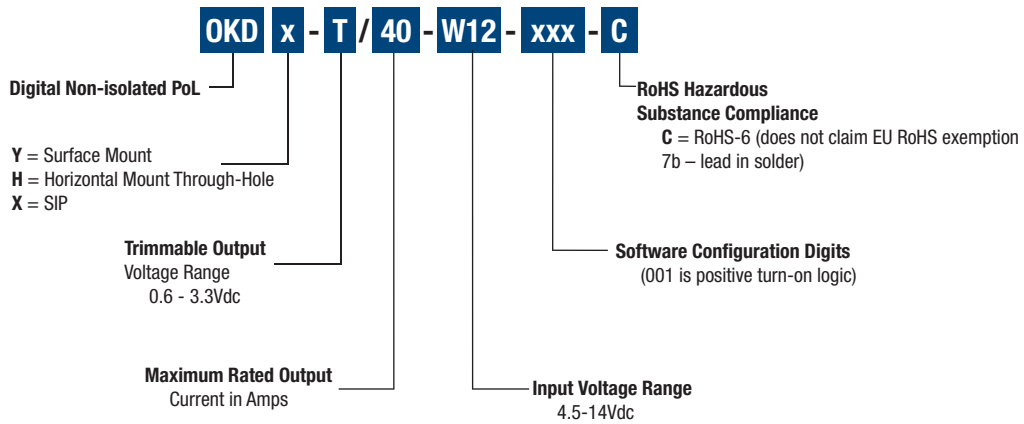 OKD x - T / 40 - W12 - xxx - C
Digital Non-isolated PoL
Y = Surface Mount
H = Horizontal Mount Through-Hole
X = SIP
Trimmable Output
Voltage Range
0.6 - 3.3Vdc
Maximum Rated Output
Current in Amps
Input Voltage Range
4.5-14Vdc
Software Configuration Digits
(001 is positive turn-on logic)
RoHS Hazardous
Substance Compliance
C = RoHS-6 (does not claim EU RoHS exemption
7b – lead in solder)